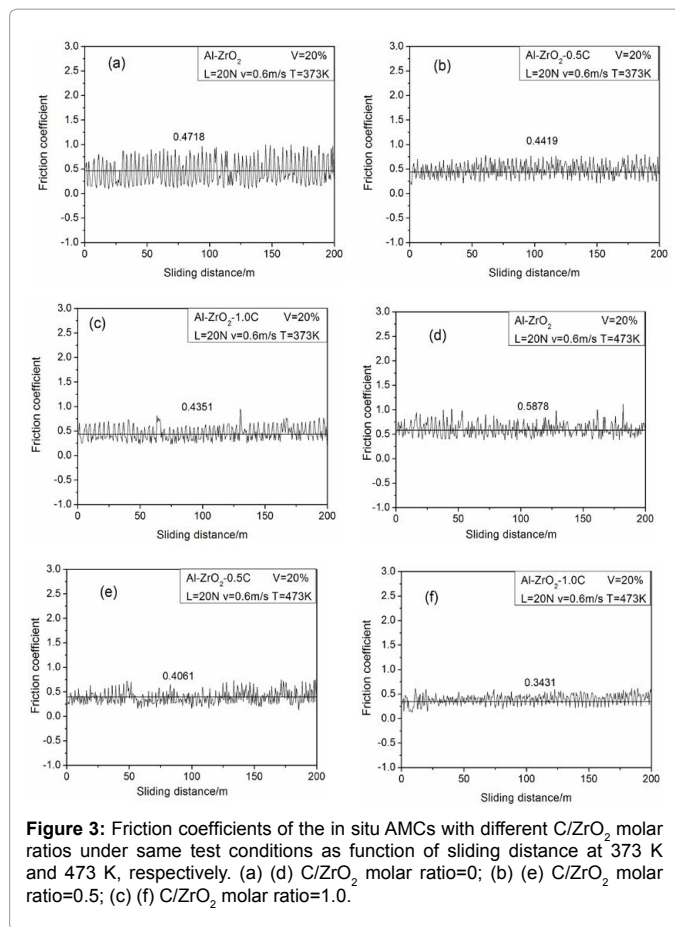 (a)
Al-ZrO2 V=20%
L=20N v=0.6m/s T=373K
0.4718
Friction coefficient
3.0
2.5
2.0
1.5
1.0
0.5
0.0
-0.5
-1.0
0 50 100 150 200
Sliding distance/m
(b)
Al-ZrO2-0.5C V=20%
L=20N v=0.6m/s T=373K
0.4419
Friction coefficient
3.0
2.5
2.0
1.5
1.0
0.5
0.0
-0.5
-1.0
0 50 100 150 200
Sliding distance/m
(c)
Al-ZrO2-1.0C V=20%
L=20N v=0.6m/s T=373K
0.4351
Friction coefficient
3.0
2.5
2.0
1.5
1.0
0.5
0.0
-0.5
-1.0
0 50 100 150 200
Sliding distance/m
(d)
Al-ZrO2 V=20%
L=20N v=0.6m/s T=473K
0.5878
Friction coefficient
3.0
2.5
2.0
1.5
1.0
0.5
0.0
-0.5
-1.0
0 50 100 150 200
Sliding distance/m
(e)
Al-ZrO2-0.5C V=20%
L=20N v=0.6m/s T=473K
0.4061
Friction coefficient
3.0
2.5
2.0
1.5
1.0
0.5
0.0
-0.5
-1.0
0 50 100 150 200
Sliding distance/m
(f)
Al-ZrO2-1.0C V=20%
L=20N v=0.6m/s T=473K
0.3431
Friction coefficient
3.0
2.5
2.0
1.5
1.0
0.5
0.0
-0.5
-1.0
0 50 100 150 200
Sliding distance/m
Figure 3: Friction coefficients of the in situ AMCs with different C/ZrO2 molar
ratios under same test conditions as function of sliding distance at 373 K
and 473 K, respectively. (a) (d) C/ZrO2 molar ratio=0; (b) (e) C/ZrO2 molar
ratio=0.5; (c) (f) C/ZrO2 molar ratio=1.0.